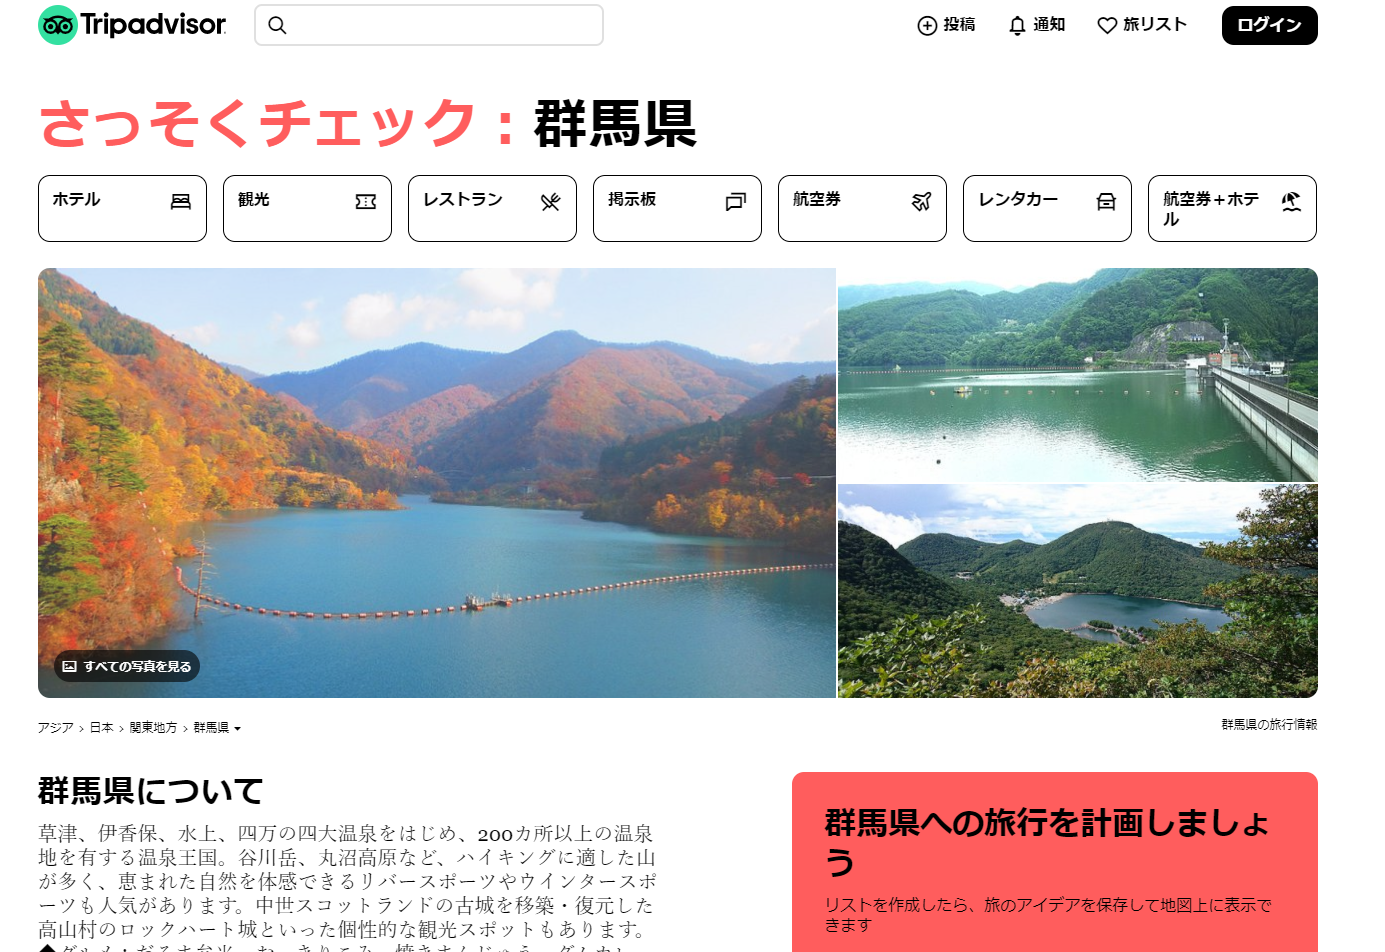 Tripadvisor
投稿
通知
旅リスト
ログイン
さっそくチェック：群馬県
ホテル
観光
レストラン
掲示板
航空券
レンタカー
航空券＋ホテ
ル
すべての写真を見る
アジア > 日本 > 関東地方 > 群馬県
群馬県の旅行情報
群馬県について
草津、伊香保、水上、四万の四大温泉をはじめ、200カ所以上の温泉
地を有する温泉王国。谷川岳、丸沼高原など、ハイキングに適した山
が多く、恵まれた自然を体感できるリバースポーツやウインタースポ
ーツも人気があります。中世スコットランドの古城を移築・復元した
高山村のロックハート城といった個性的な観光スポットもあります。
群馬県への旅行を計画しましょ
う
リストを作成したら、旅のアイデアを保存して地図上に表示で
きます